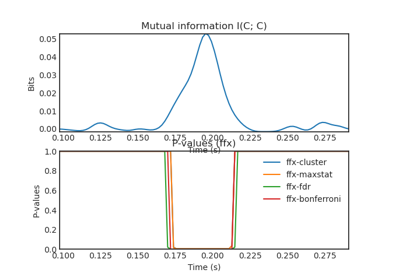 Mutual information I(C; C)
0.05
0.04
0.03
0.02
0.01
0.00
Bits
0.100 0.125 0.150 0.175 0.200 0.225 0.250 0.275
Time (s)
P-values (ffx)
1.0
0.8
0.6
0.4
0.2
0.0
P-values
ffx-cluster
ffx-maxstat
ffx-fdr
ffx-bonferroni
0.100 0.125 0.150 0.175 0.200 0.225 0.250 0.275
Time (s)